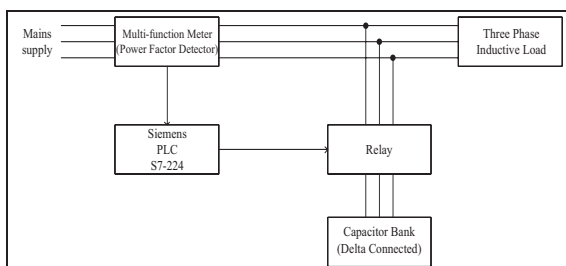 Mains
supply
Multi-function Meter
(Power Factor Detector)
Three Phase
Inductive Load
Siemens
PLC
S7-224
Relay
Capacitor Bank
(Delta Connected)